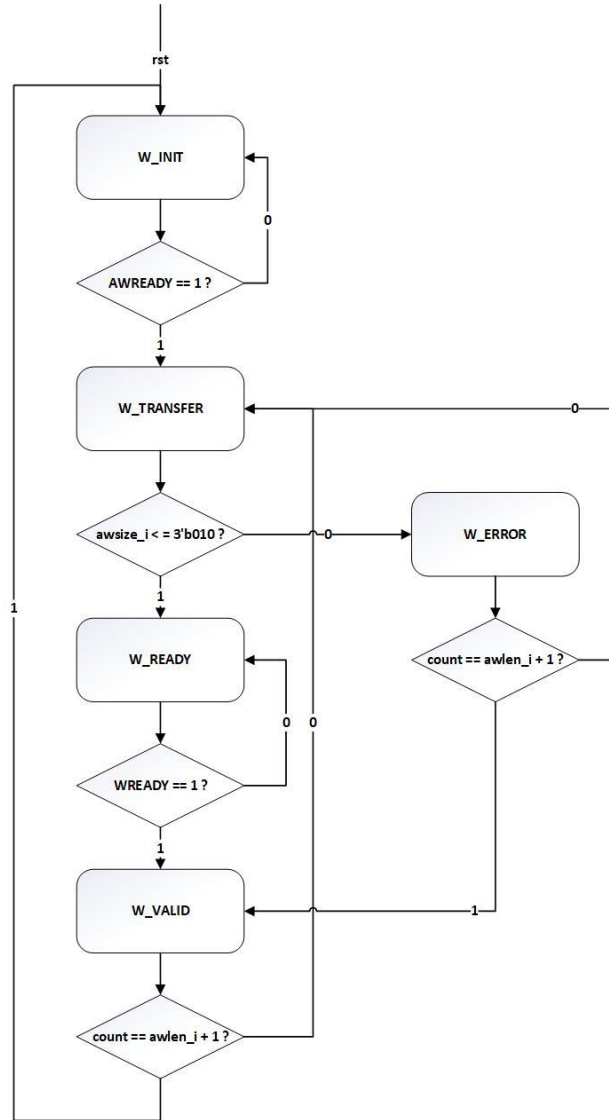 rst
W_INIT
0
AWREADY == 1 ?
1
W_TRANSFER
0
awsize_i < = 3'b010 ?
0
W_ERROR
1
1
W_READY
count == awlen_i + 1 ?
0
0
WREADY == 1 ?
1
W_VALID
1
count == awlen_i + 1 ?